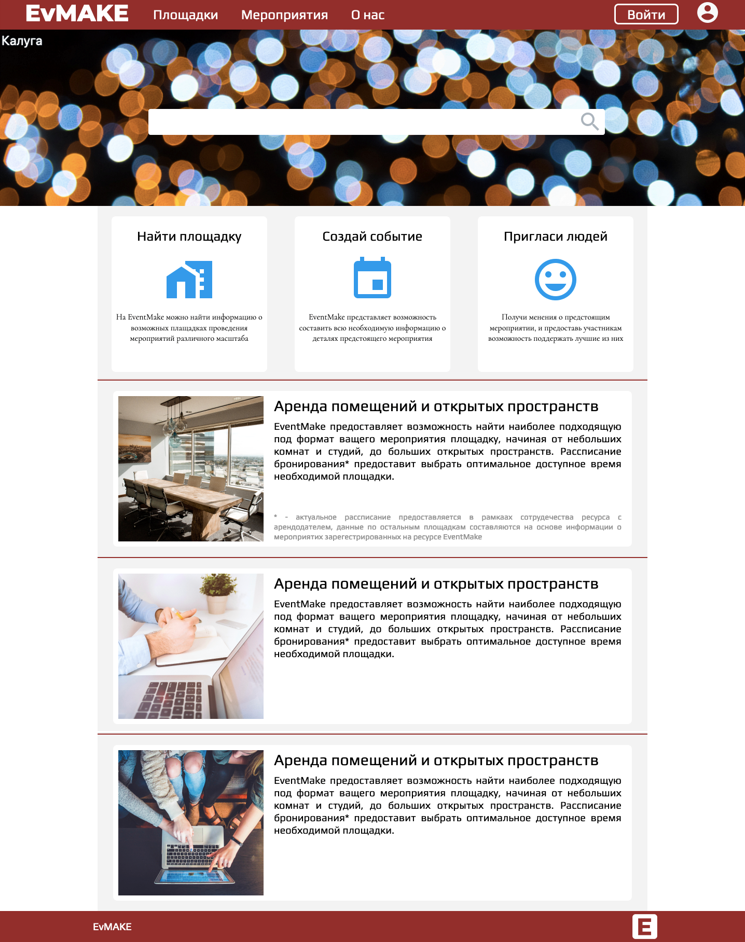 EvMAKE Площадки Мероприятия О нас Войти
Калуга
Найти площадку
На EventMake можно найти информацию о
возможных плащадках проведения
мероприятий различного масштаба
Создай событие
EventMake представляет возможность
составить всю необходимую информацию о
деталях предстоящего мероприятия
Пригласи людей
Получи менения о предстоящим
мероприятии, и предоставь участникам
возможность поддержать лучшие из них
Аренда помещений и открытых пространств
EventMake предоставляет возможность найти наиболее подходящую
под формат ващего мероприятия площадку, начиная от небольших
комнат и студий, до больших открытых пространств. Расспиание
бронирования* предоставит выбрать оптимальное доступное время
необходимой площадки.
* - актуальное рассписание предоставляется в рамкаах сотрудечества ресурса с
арендодателем, данные по остальным площадкам составляются на основе информации о
мероприятих зарегестрированных на ресурсе EventMake
Аренда помещений и открытых пространств
EventMake предоставляет возможность найти наиболее подходящую
под формат ващего мероприятия площадку, начиная от небольших
комнат и студий, до больших открытых пространств. Расспиание
бронирования* предоставит выбрать оптимальное доступное время
необходимой площадки.
Аренда помещений и открытых пространств
EventMake предоставляет возможность найти наиболее подходящую
под формат ващего мероприятия площадку, начиная от небольших
комнат и студий, до больших открытых пространств. Расспиание
бронирования* предоставит выбрать оптимальное доступное время
необходимой площадки.
EvMAKE E